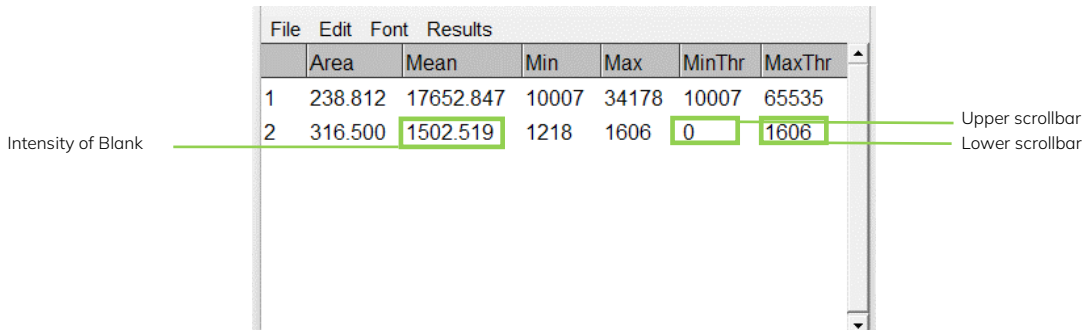 File Edit Font Results
Area Mean Min Max MinThr MaxThr
1 238.812 17652.847 10007 34178 10007 65535
2 316.500 1502.519 1218 1606 0 1606
Intensity of Blank
Upper scrollbar
Lower scrollbar